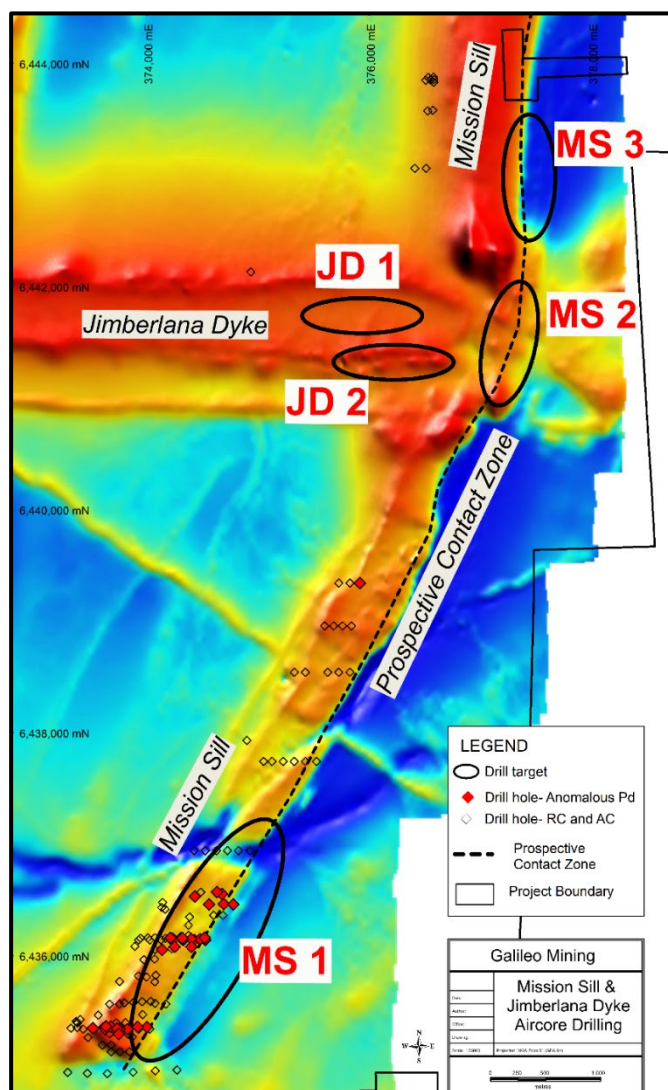 374,000 mE
376,000 mE
378,000 mE
6,444,000 mN
Mission Sill
MS 3
JD 1
6,442,000 mN
MS 2
Jimberlana Dyke
JD 2
6,440,000 mN
Prospective Contact Zone
6,438,000 mN
Mission Sill
LEGEND
Drill target
Drill hole- Anomalous Pd
Drill hole- RC and AC
Prospective
Contact Zone
Project Boundary
6,436,000 mN
MS 1
Galileo Mining
Mission Sill &
Jimberlana Dyke
Aircore Drilling
Date:
Author:
Office:
Drawing:
N
W
E
S
0
250
500
1,000
metres